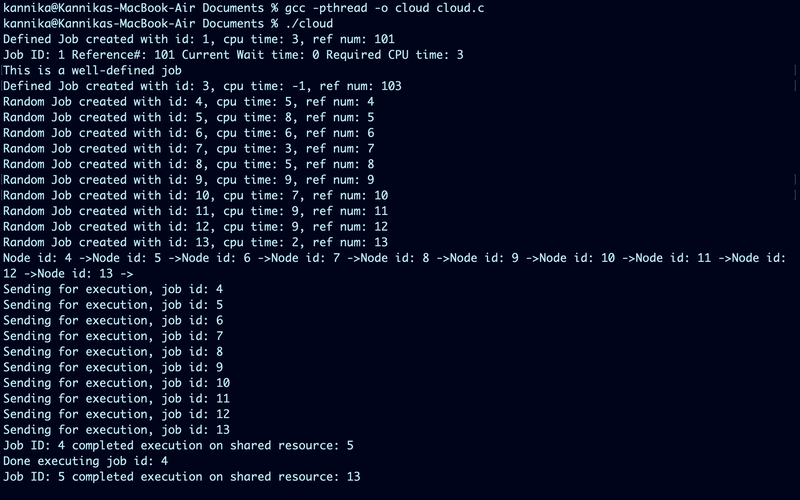 kannika@Kannikas-MacBook-Air Documents % gcc -pthread -o cloud cloud.c
kannika@Kannikas-MacBook-Air Documents % ./cloud
Defined Job created with id: 1, cpu time: 3, ref num: 101
Job ID: 1 Reference#: 101 Current Wait time: 0 Required CPU time: 3
This is a well-defined job
Defined Job created with id: 3, cpu time: -1, ref num: 103
Random Job created with id: 4, cpu time: 5, ref num: 4
Random Job created with id: 5, cpu time: 8, ref num: 5
Random Job created with id: 6, cpu time: 6, ref num: 6
Random Job created with id: 7, cpu time: 3, ref num: 7
Random Job created with id: 8, cpu time: 5, ref num: 8
Random Job created with id: 9, cpu time: 9, ref num: 9
Random Job created with id: 10, cpu time: 7, ref num: 10
Random Job created with id: 11, cpu time: 9, ref num: 11
Random Job created with id: 12, cpu time: 9, ref num: 12
Random Job created with id: 13, cpu time: 2, ref num: 13
Node id: 4 ->Node id: 5 ->Node id: 6 ->Node id: 7 ->Node id: 8 ->Node id: 9 ->Node id: 10 ->Node id: 11 ->Node id:
12 ->Node id: 13 ->
Sending for execution, job id: 4
Sending for execution, job id: 5
Sending for execution, job id: 6
Sending for execution, job id: 7
Sending for execution, job id: 8
Sending for execution, job id: 9
Sending for execution, job id: 10
Sending for execution, job id: 11
Sending for execution, job id: 12
Sending for execution, job id: 13
Job ID: 4 completed execution on shared resource: 5
Done executing job id: 4
Job ID: 5 completed execution on shared resource: 13